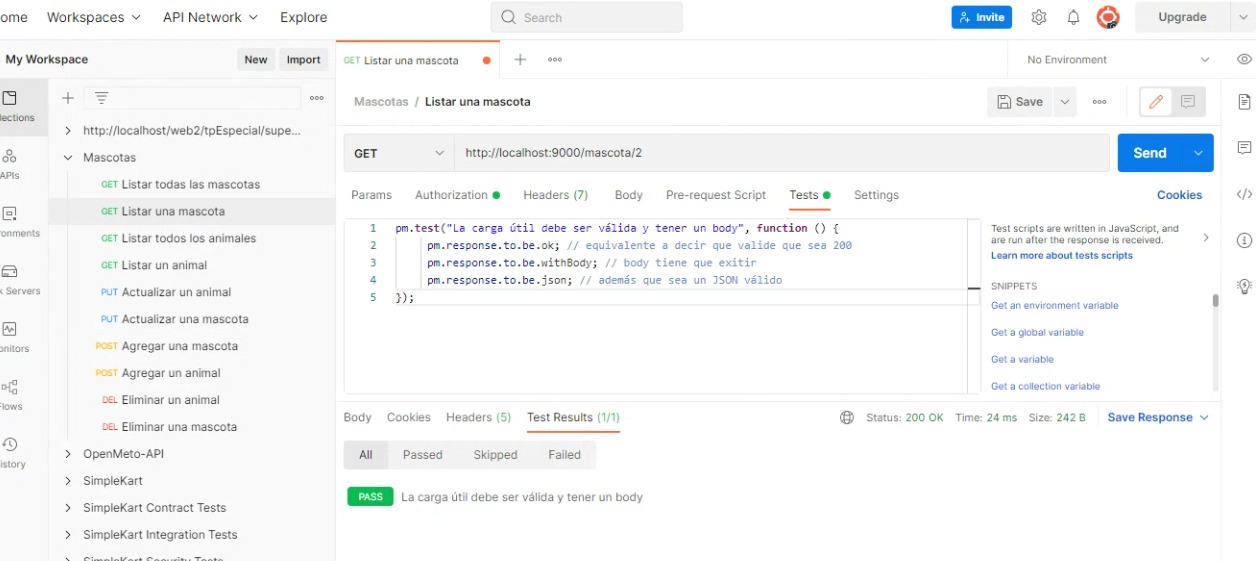 ome Workspaces API Network Explore Search Invite Upgrade
My Workspace New Import GET Listar una mascota No Environment
lections
APIs
onments
k Servers
onitors
lows
istory
http://localhost/web2/tpEspecial/supe...
Mascotas
GET Listar todas las mascotas
GET Listar una mascota
GET Listar todos los animales
GET Listar un animal
PUT Actualizar un animal
PUT Actualizar una mascota
POST Agregar una mascota
POST Agregar un animal
DEL Eliminar un animal
DEL Eliminar una mascota
OpenMeto-API
SimpleKart
SimpleKart Contract Tests
SimpleKart Integration Tests
SimpleKart Security Tests
Mascotas / Listar una mascota Save
GET http://localhost:9000/mascota/2 Send
Params Authorization Headers (7) Body Pre-request Script Tests Settings Cookies
1 pm.test("La carga útil debe ser válida y tener un body", function () {
2 pm.response.to.be.ok; // equivalente a decir que valide que sea 200
3 pm.response.to.be.withBody; // body tiene que exitir
4 pm.response.to.be.json; // además que sea un JSON válido
5 });
Test scripts are written in JavaScript, and
are run after the response is received.
Learn more about tests scripts
SNIPPETS
Get an environment variable
Get a global variable
Get a variable
Get a collection variable
Body Cookies Headers (5) Test Results (1/1) Status: 200 OK Time: 24 ms Size: 242 B Save Response
All Passed Skipped Failed
PASS La carga útil debe ser válida y tener un body